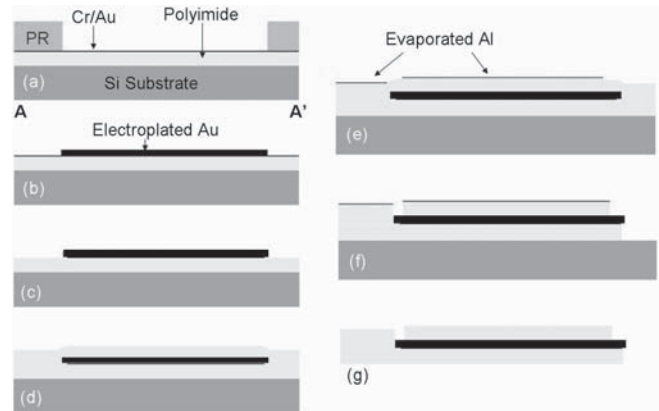 Cr/Au
Polyimide
PR
(a)
Si Substrate
A
A'
Electroplated Au
(b)
(c)
(d)
Evaporated Al
(e)
(f)
(g)